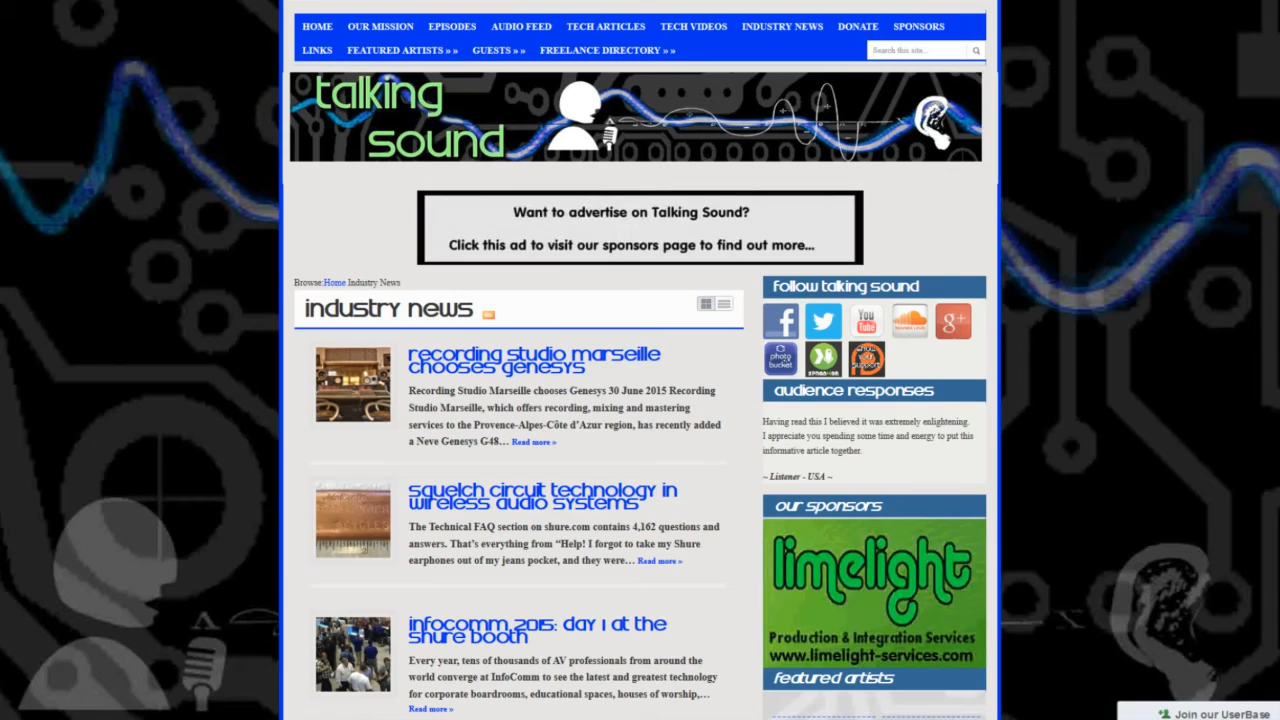 HOME OUR MISSION EPISODES AUDIO FEED TECH ARTICLES TECH VIDEOS INDUSTRY NEWS DONATE SPONSORS
LINKS FEATURED ARTISTS » » GUESTS » » FREELANCE DIRECTORY » »
Search this site...
talking
sound
Want to advertise on Talking Sound?
Click this ad to visit our sponsors page to find out more...
Browse:Home Industry News
industry news
recording studio marseille
chooses genesys
Recording Studio Marseille chooses Genesys 30 June 2015 Recording
Studio Marseille, which offers recording, mixing and mastering
services to the Provence-Alpes-Côte d’Azur region, has recently added
a Neve Genesys G48… Read more »
squelch circuit technology in
wireless audio systems
The Technical FAQ section on shure.com contains 4,162 questions and
answers. That’s everything from “Help! I forgot to take my Shure
earphones out of my jeans pocket, and they were… Read more »
infocomm 2015: day 1 at the
shure booth
Every year, tens of thousands of AV professionals from around the
world converge at InfoComm to see the latest and greatest technology
for corporate boardrooms, educational spaces, houses of worship,…
Read more »
follow talking sound
You
Tube
g+
photo
bucket
show
your
support
audience responses
Having read this I believed it was extremely enlightening.
I appreciate you spending some time and energy to put this
informative article together.
~ Listener - USA ~
our sponsors
limelight
Production & Integration Services
www.limelight-services.com
featured artists
Join our UserBase